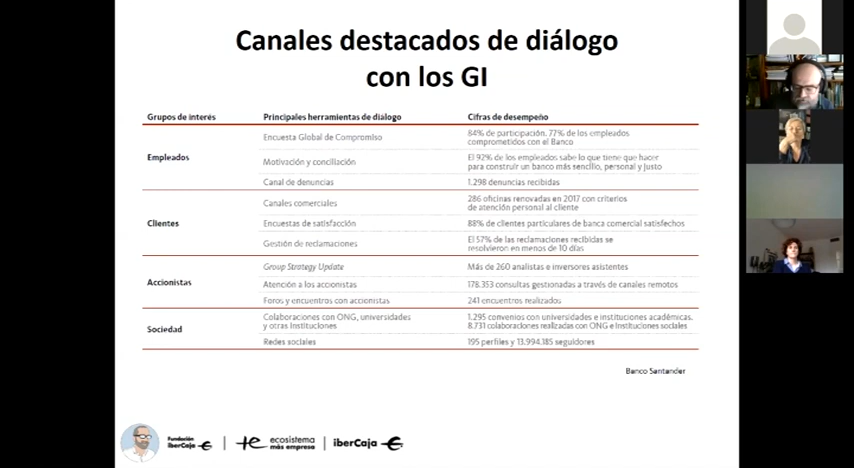 Canales destacados de diálogo
con los GI
Grupos de interés Principales herramientas de dialogo Cifras de desempeño
Empleados
Encuesta Global de Compromiso
84% de participación. 77% de los empleados
comprometidos con el Banco
Motivación y conciliación
El 92% de los empleados sabe lo que tiene que hacer
para construir un banco más sencillo, personal y justo
Canal de denuncias 1.298 denuncias recibidas
Clientes
Canales comerciales
286 oficinas renovadas en 2017 con criterios
de atención personal al cliente
Encuestas de satisfacción 88% de clientes particulares de banca comercial satisfechos
Gestión de reclamaciones
El 57% de las reclamaciones recibidas se
resolvieron en menos de 10 días
Accionistas
Group Strategy Update Más de 260 analistas e inversores asistentes
Atención a los accionistas 178.353 consultas gestionadas a través de canales remotos
Foros y encuentros con accionistas 241 encuentros realizados
Sociedad
Colaboraciones con ONG, universidades
y otras Instituciones
1.295 convenios con universidades e instituciones académicas.
8.731 colaboraciones realizadas con ONG e Instituciones sociales
Redes sociales 195 perfiles y 13.994.185 seguidores
Banco Santander
Fundación
iberCaja
ecosistema
más empresa
iberCaja